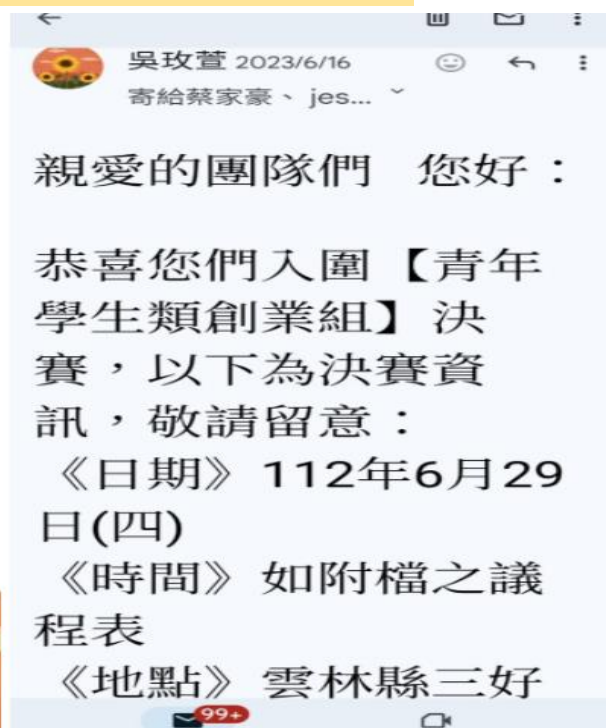 吳玫萱 2023/6/16
寄給蔡家豪、 jes...
親愛的團隊們 您好：
恭喜您們入圍【青年
學生類創業組】決
賽，以下為決賽資
訊，敬請留意：
《日期》112年6月29
日(四)
《時間》如附檔之議
程表
《地點》雲林縣三好
99+